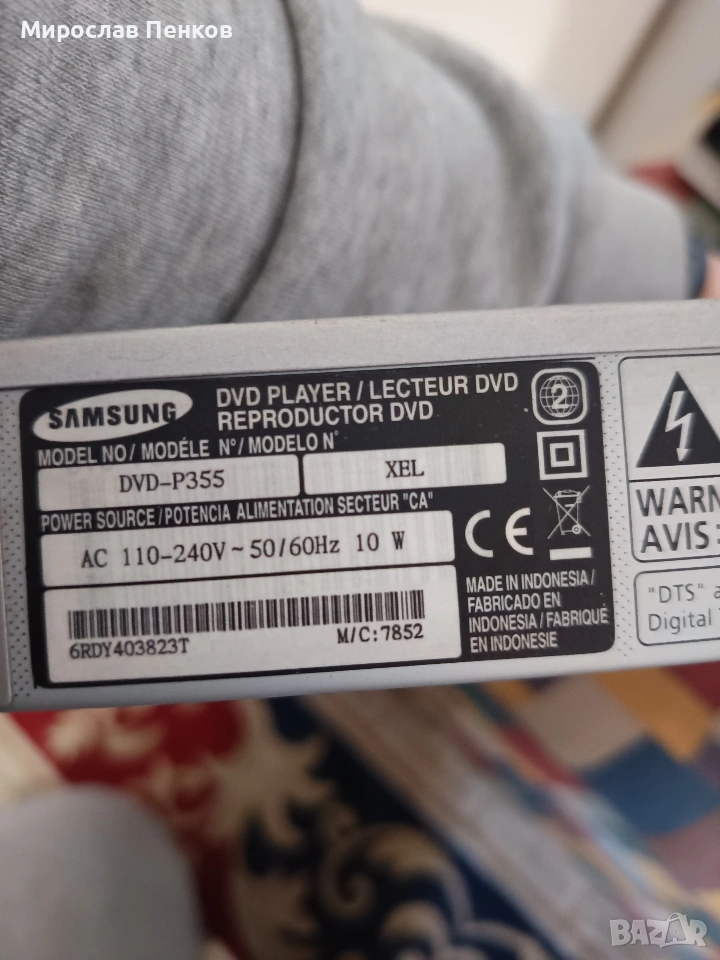 Мирослав Пенков
SAMSUNG
DVD PLAYER / LECTEUR DVD
REPRODUCTOR DVD
2
MODEL NO/ MODÉLE N°/ MODELO N°
DVD-P355
XEL
POWER SOURCE/POTENCIA ALIMENTATION SECTEUR "CA"
AC 110-240V~50/60Hz 10 W
CE
6RDY403823T
M/C:7852
MADE IN INDONESIA/
FABRICADO EN
INDONESIA/ FABRIQUÉ
EN INDONESIE
WARN
AVIS:
"DTS" a
Digital
BAZAR